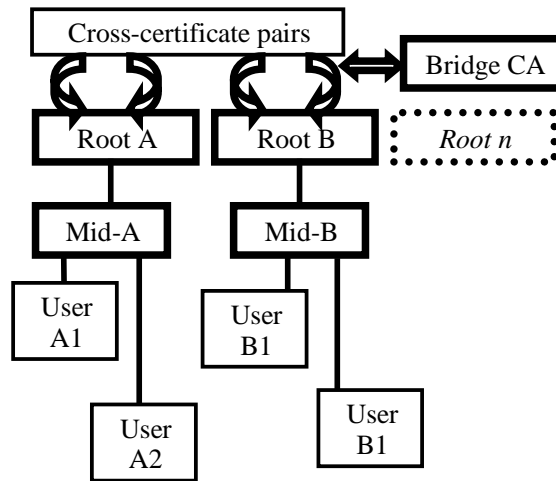 Cross-certificate pairs
Bridge CA
Root A
Root B
Root n
Mid-A
Mid-B
User
A1
User
B1
User
A2
User
B1